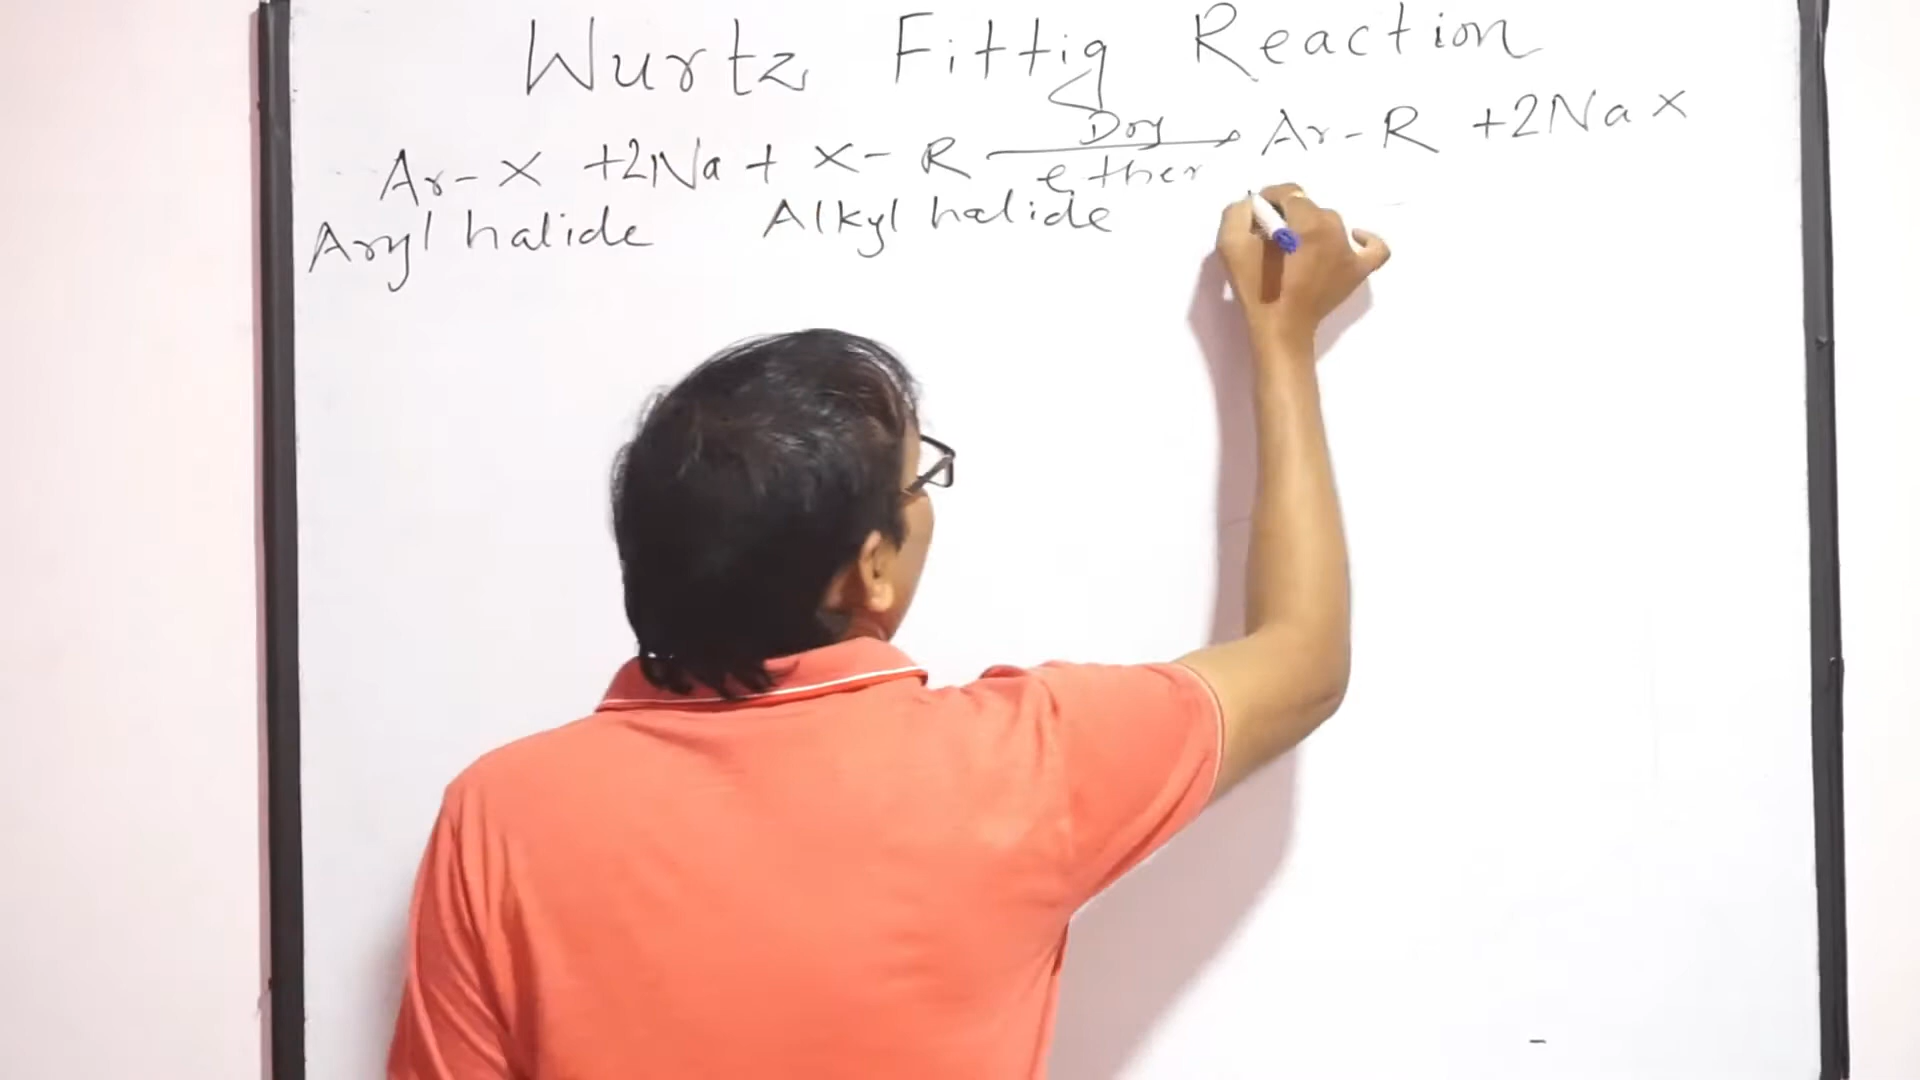 Wurtz Fittig Reaction
Ar-X +2Na + X-R Dry ether Ar-R +2NaX
Aryl halide Alkyl halide